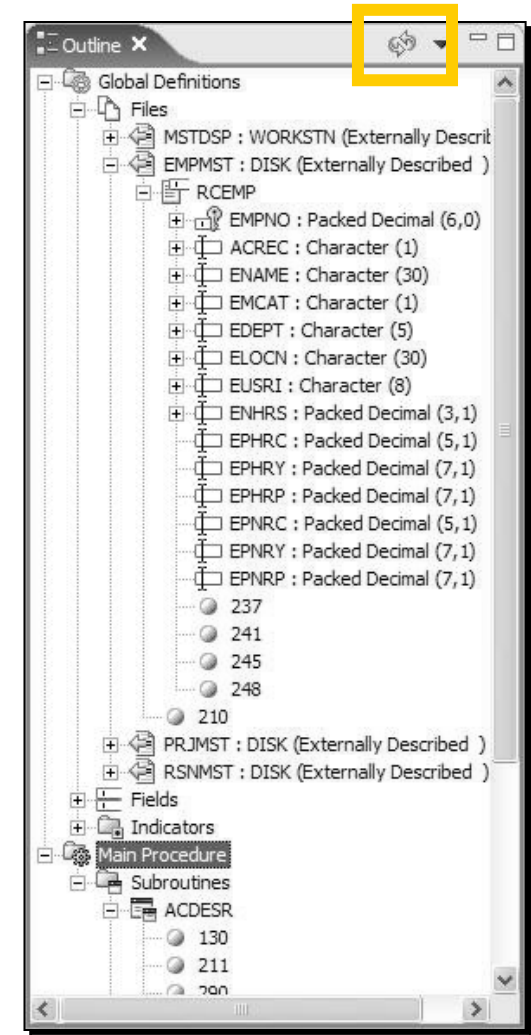 Outline
Global Definitions
Files
MSTDSP : WORKSTN (Externally Describ
EMPMST : DISK (Externally Described )
RCEMP
EMPNO : Packed Decimal (6,0)
ACREC : Character (1)
ENAME : Character (30)
EMCAT : Character (1)
EDEPT : Character (5)
ELOCN : Character (30)
EUSRI : Character (8)
ENHRS : Packed Decimal (3,1)
EPHRC : Packed Decimal (5,1)
EPHRY : Packed Decimal (7,1)
EPHRP : Packed Decimal (7,1)
EPNRC : Packed Decimal (5,1)
EPNRY : Packed Decimal (7,1)
EPNRP : Packed Decimal (7,1)
237
241
245
248
210
PRJMST : DISK (Externally Described )
RSNMST : DISK (Externally Described )
Fields
Indicators
Main Procedure
Subroutines
ACDESR
130
211
290